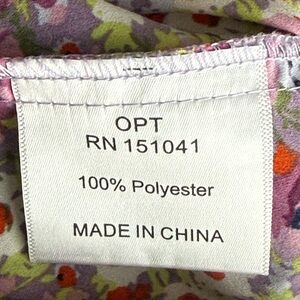 OPT
RN 151041
100% Polyester
MADE IN CHINA